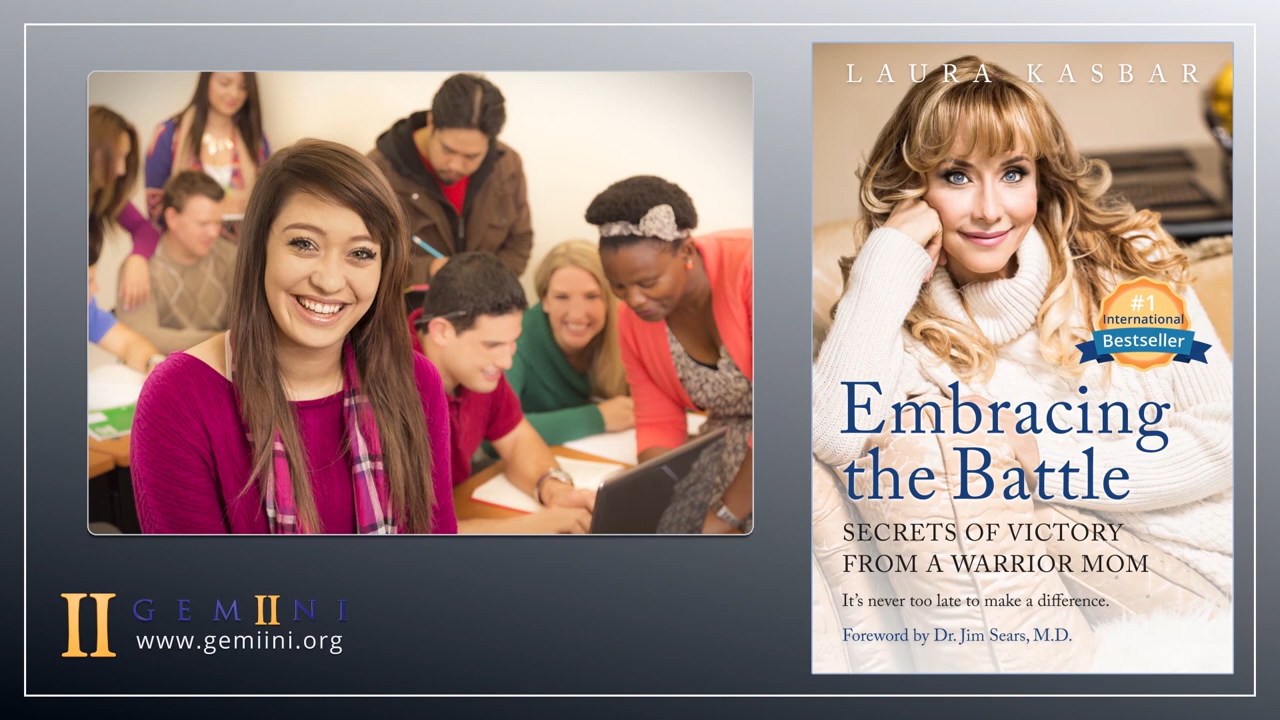 II GEMIINI
www.gemiini.org
LAURA KASBAR
#1
International
Bestseller
Embracing
the Battle
SECRETS OF VICTORY
FROM A WARRIOR MOM
It's never too late to make a difference.
Foreword by Dr. Jim Sears, M.D.